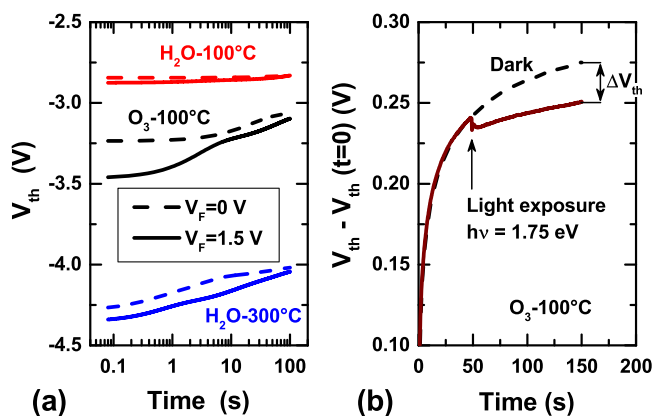 -2.5
-3.0
-3.5
-4.0
-4.5
V_th (V)
H₂O-100°C
O₃-100°C
V_F=0 V
V_F=1.5 V
H₂O-300°C
0.1 1 10 100
Time (s)
(a)
0.30
0.25
0.20
0.15
0.10
V_th - V_th (t=0) (V)
Dark
ΔV_th
Light exposure
hν = 1.75 eV
O₃-100°C
0 50 100 150 200
Time (s)
(b)